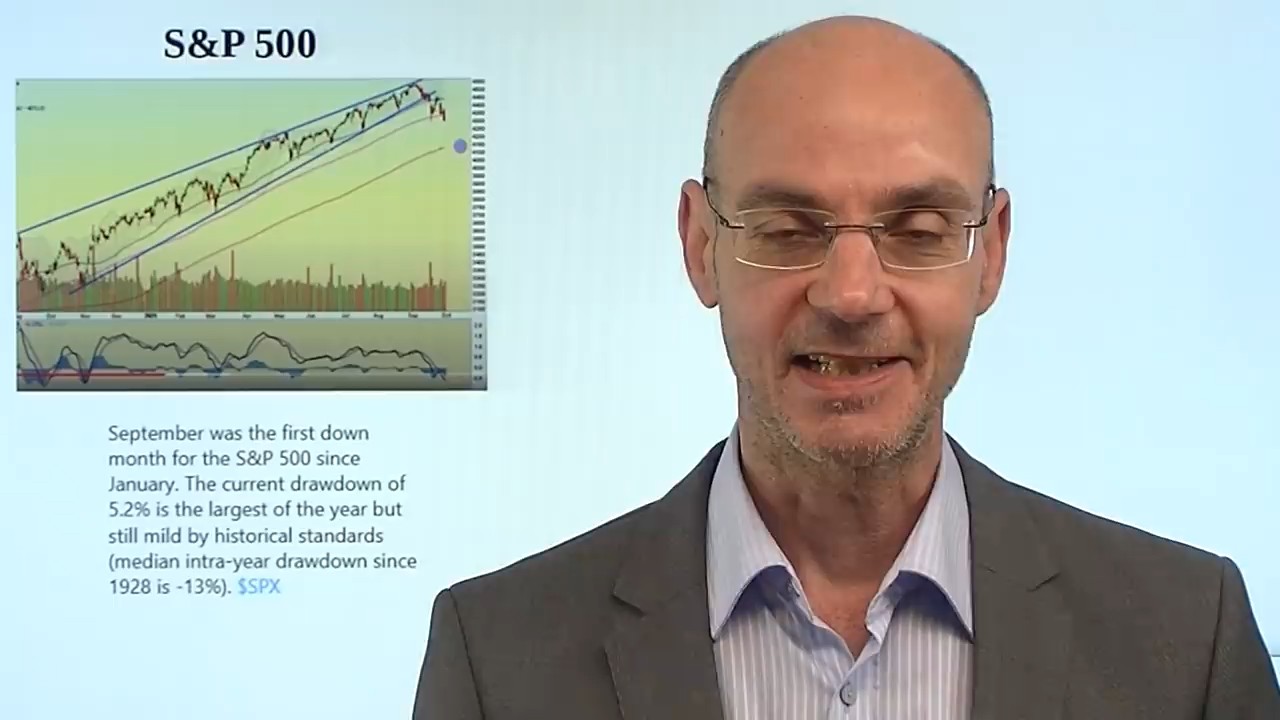 S&P 500
September was the first down
month for the S&P 500 since
January. The current drawdown of
5.2% is the largest of the year but
still mild by historical standards
(median intra-year drawdown since
1928 is -13%). $SPX